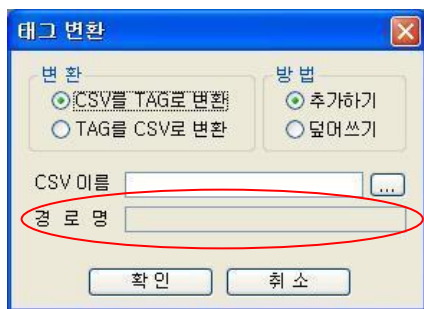 태그 변환
변 환
방 법
CSV를 TAG로 변환
추가하기
TAG를 CSV로 변환
덮어쓰기
CSV 이름
...
경 로 명
확 인
취 소